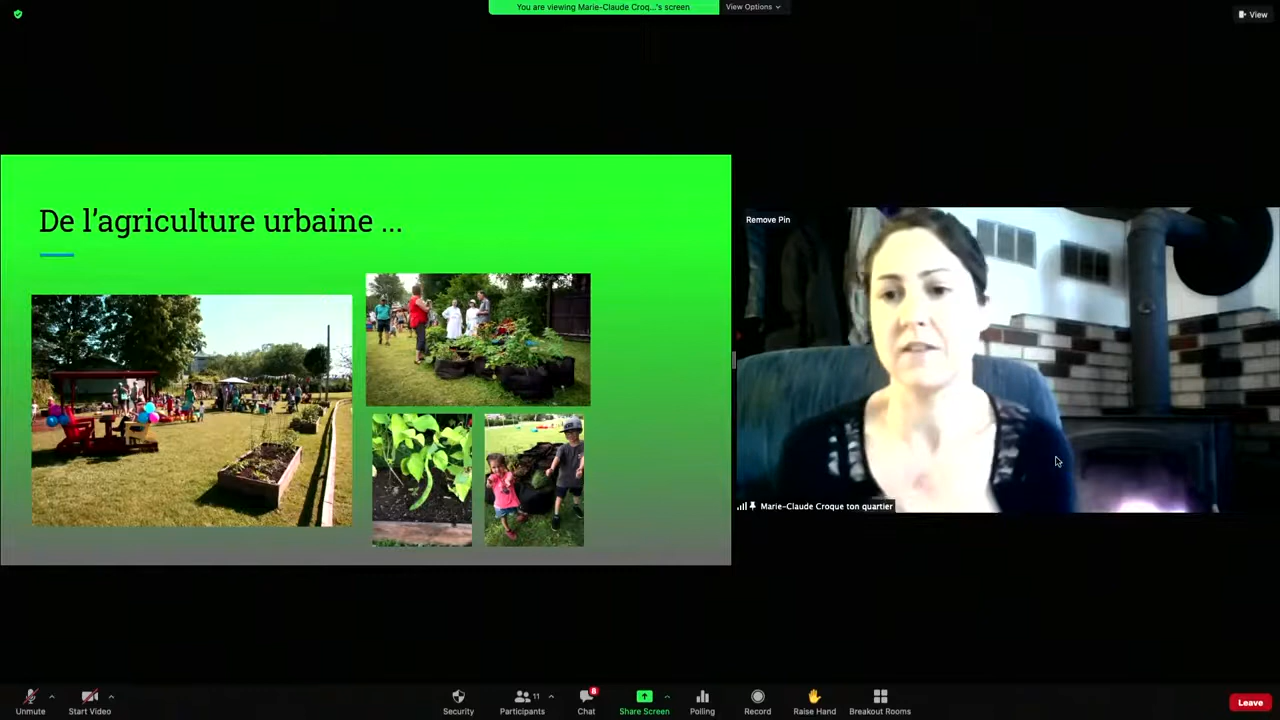 You are viewing Marie-Claude Croq...'s screen
View Options
View
De l'agriculture urbaine ...
Remove Pin
Marie-Claude Croque ton quartier
Unmute
Start Video
Security
Participants
11
Chat
8
Share Screen
Polling
Record
Raise Hand
Breakout Rooms
Leave